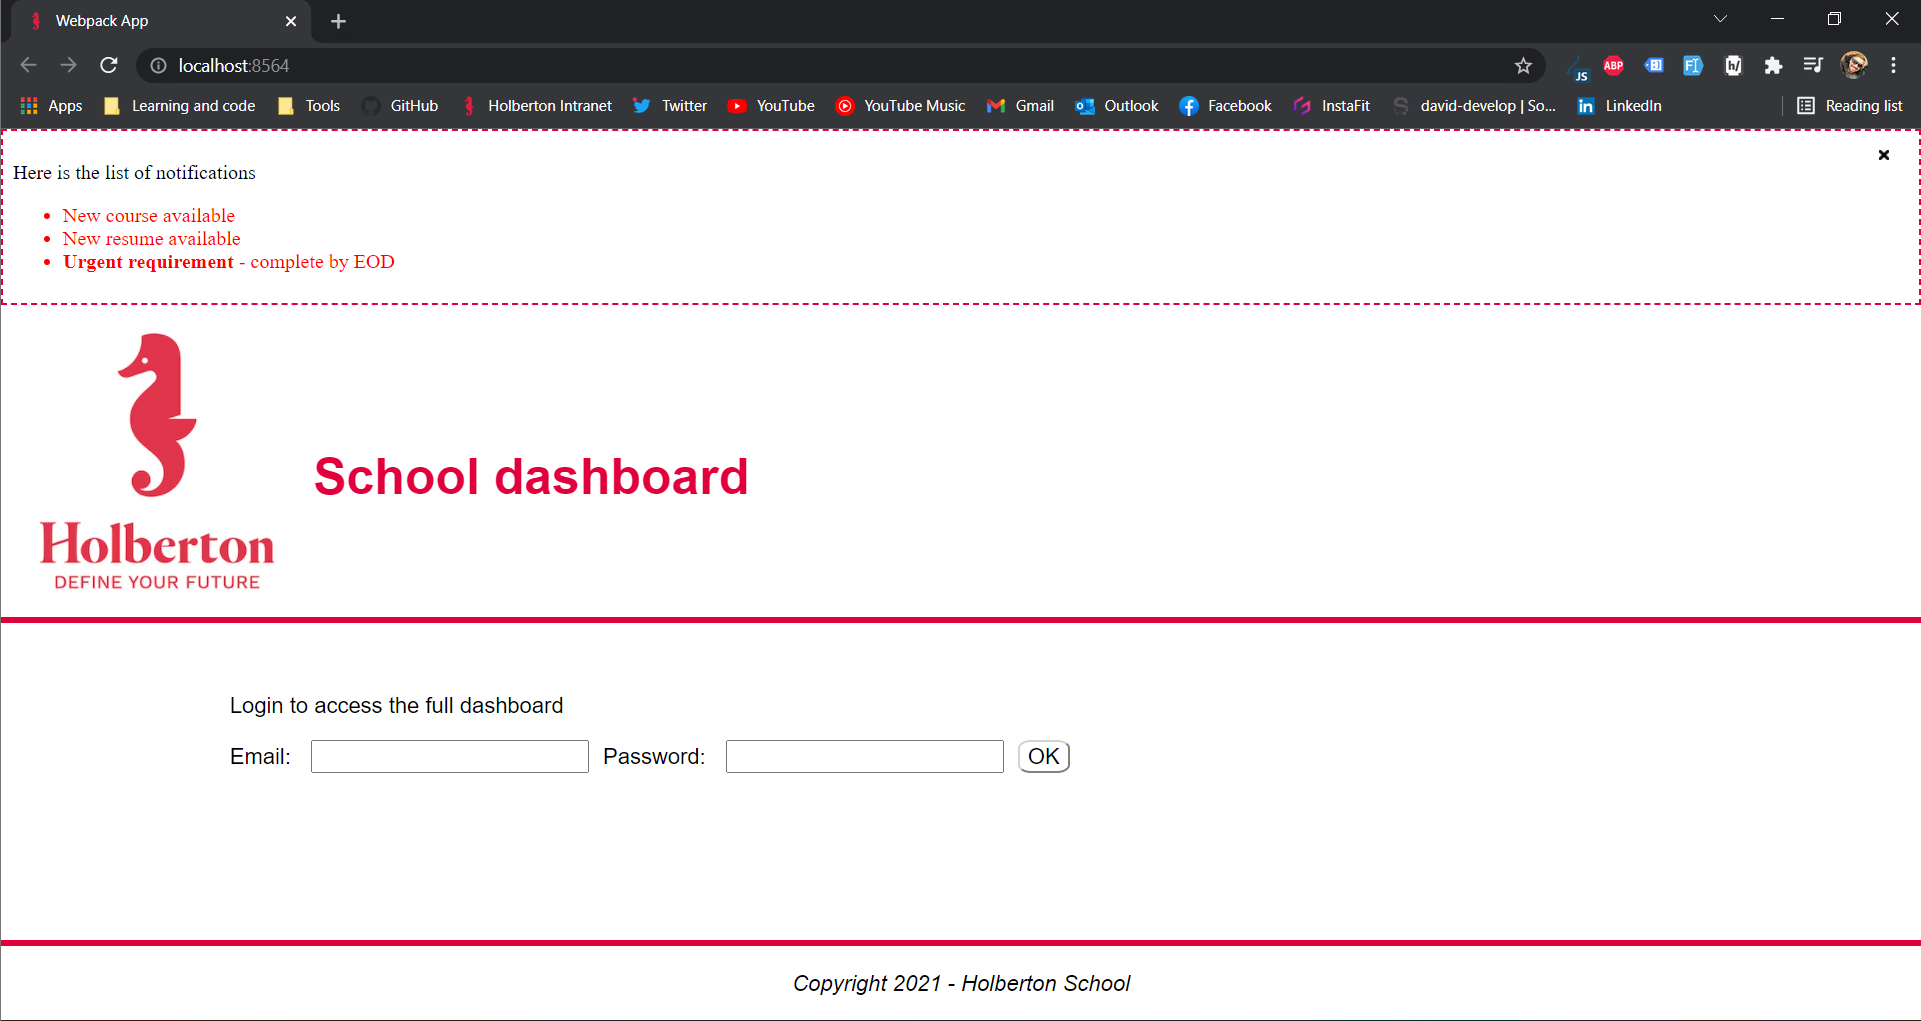 Webpack App
localhost:8564
JS ABP h/
Apps Learning and code Tools GitHub Holberton Intranet Twitter YouTube YouTube Music Gmail Outlook Facebook InstaFit david-develop | So... LinkedIn Reading list
Here is the list of notifications
New course available
New resume available
Urgent requirement - complete by EOD
School dashboard
Holberton
DEFINE YOUR FUTURE
Login to access the full dashboard
Email: Password: OK
Copyright 2021 - Holberton School